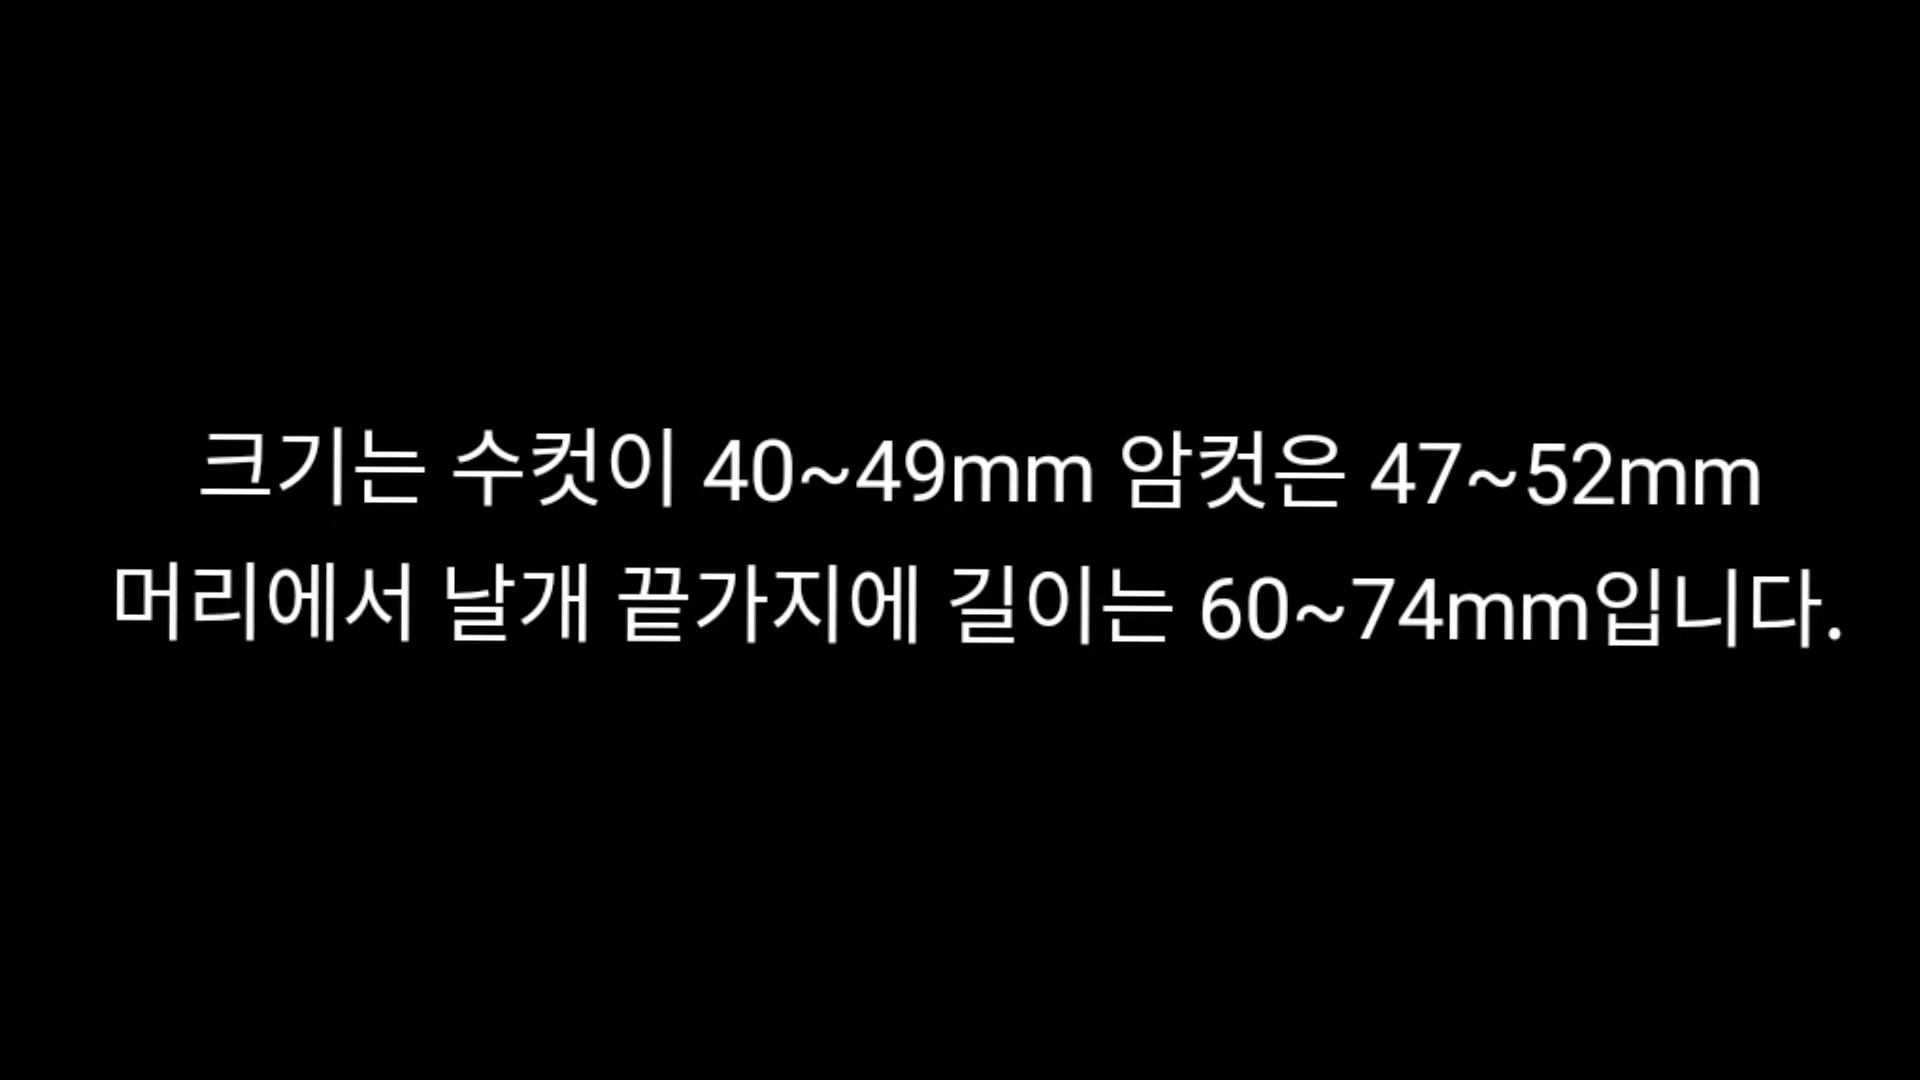 크기는 수컷이 40~49mm 암컷은 47~52mm
머리에서 날개 끝가지에 길이는 60~74mm입니다.